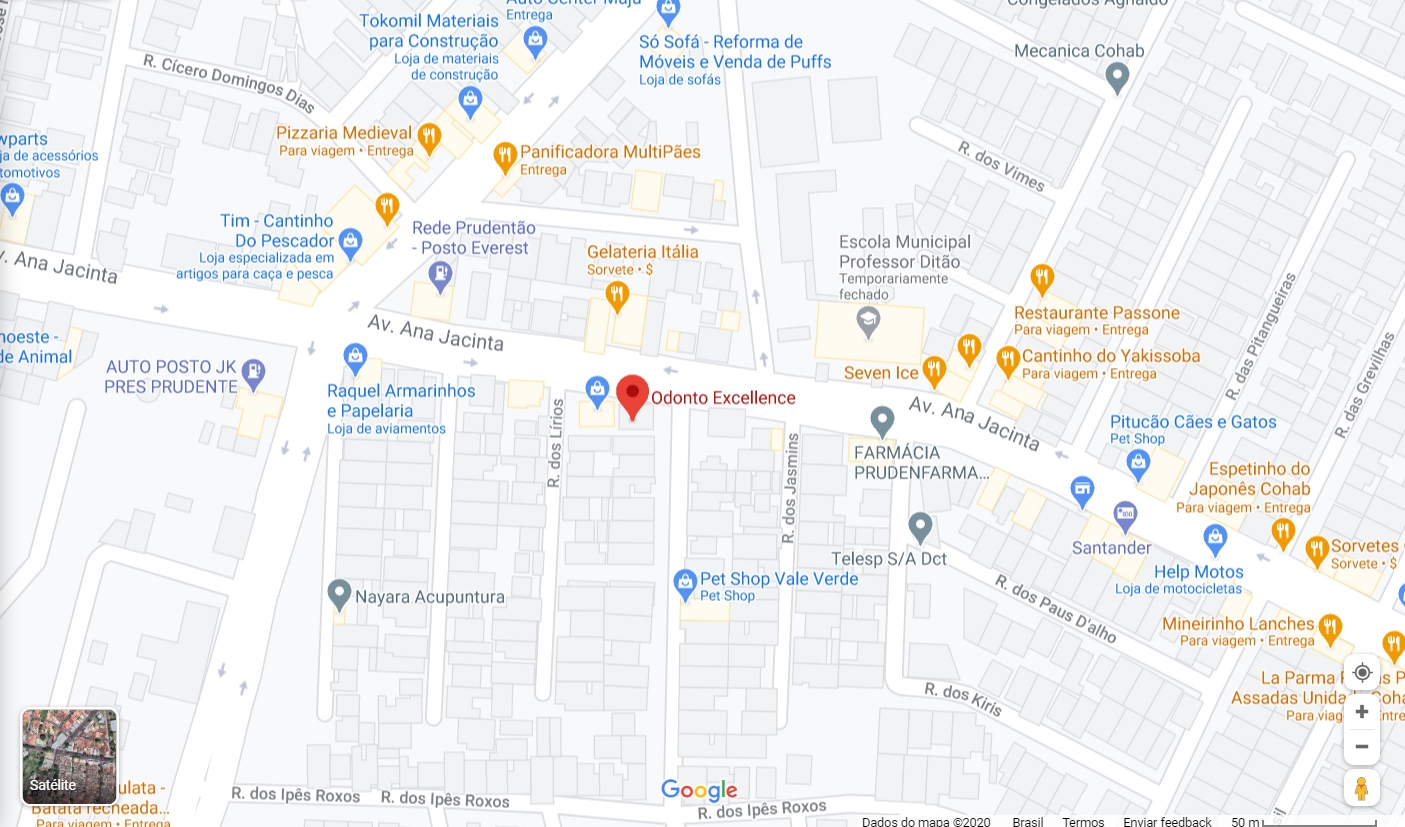 Congelados Agnaldo
Auto Center Maju
Entrega
Tokomil Materiais
para Construção
Loja de materiais
de construção
Só Sofá - Reforma de
Móveis e Venda de Puffs
Loja de sofás
Mecanica Cohab
R. Cícero Domingos Dias
Pizzaria Medieval
Para viagem • Entrega
Panificadora MultiPães
Entrega
wparts
ja de acessórios
tomotivos
R. dos Vimes
Tim - Cantinho
Do Pescador
Loja especializada em
artigos para caça e pesca
Rede Prudentão
- Posto Everest
Gelateria Itália
Sorvete • $
Escola Municipal
Professor Ditão
Temporariamente
fechado
v. Ana Jacinta
Av. Ana Jacinta
Restaurante Passone
Para viagem • Entrega
R. das Pitangueiras
R. das Grevilhas
noeste -
de Animal
AUTO POSTO JK
PRES PRUDENTE
Raquel Armarinhos
e Papelaria
Loja de aviamentos
Odonto Excellence
Seven Ice
Cantinho do Yakissoba
Para viagem • Entrega
Av. Ana Jacinta
Pitucão Cães e Gatos
Pet Shop
R. dos Lírios
R. dos Jasmins
FARMÁCIA
PRUDENFARMA...
Espetinho do
Japonês Cohab
Para viagem • Entrega
Santander
Telesp S/A Dct
Help Motos
Loja de motocicletas
Sorvetes
Sorvete • $
Nayara Acupuntura
Pet Shop Vale Verde
Pet Shop
R. dos Paus D'alho
Mineirinho Lanches
Para viagem • Entrega
R. dos Kiris
La Parma
Assadas Unida
Para viag
Satélite
ulata -
Batata recheada...
Para viagem • Entrega
R. dos Ipês Roxos
R. dos Ipês Roxos
R. dos Ipês Roxos
Google
Dados do mapa ©2020
Brasil
Termos
Enviar feedback
50 m